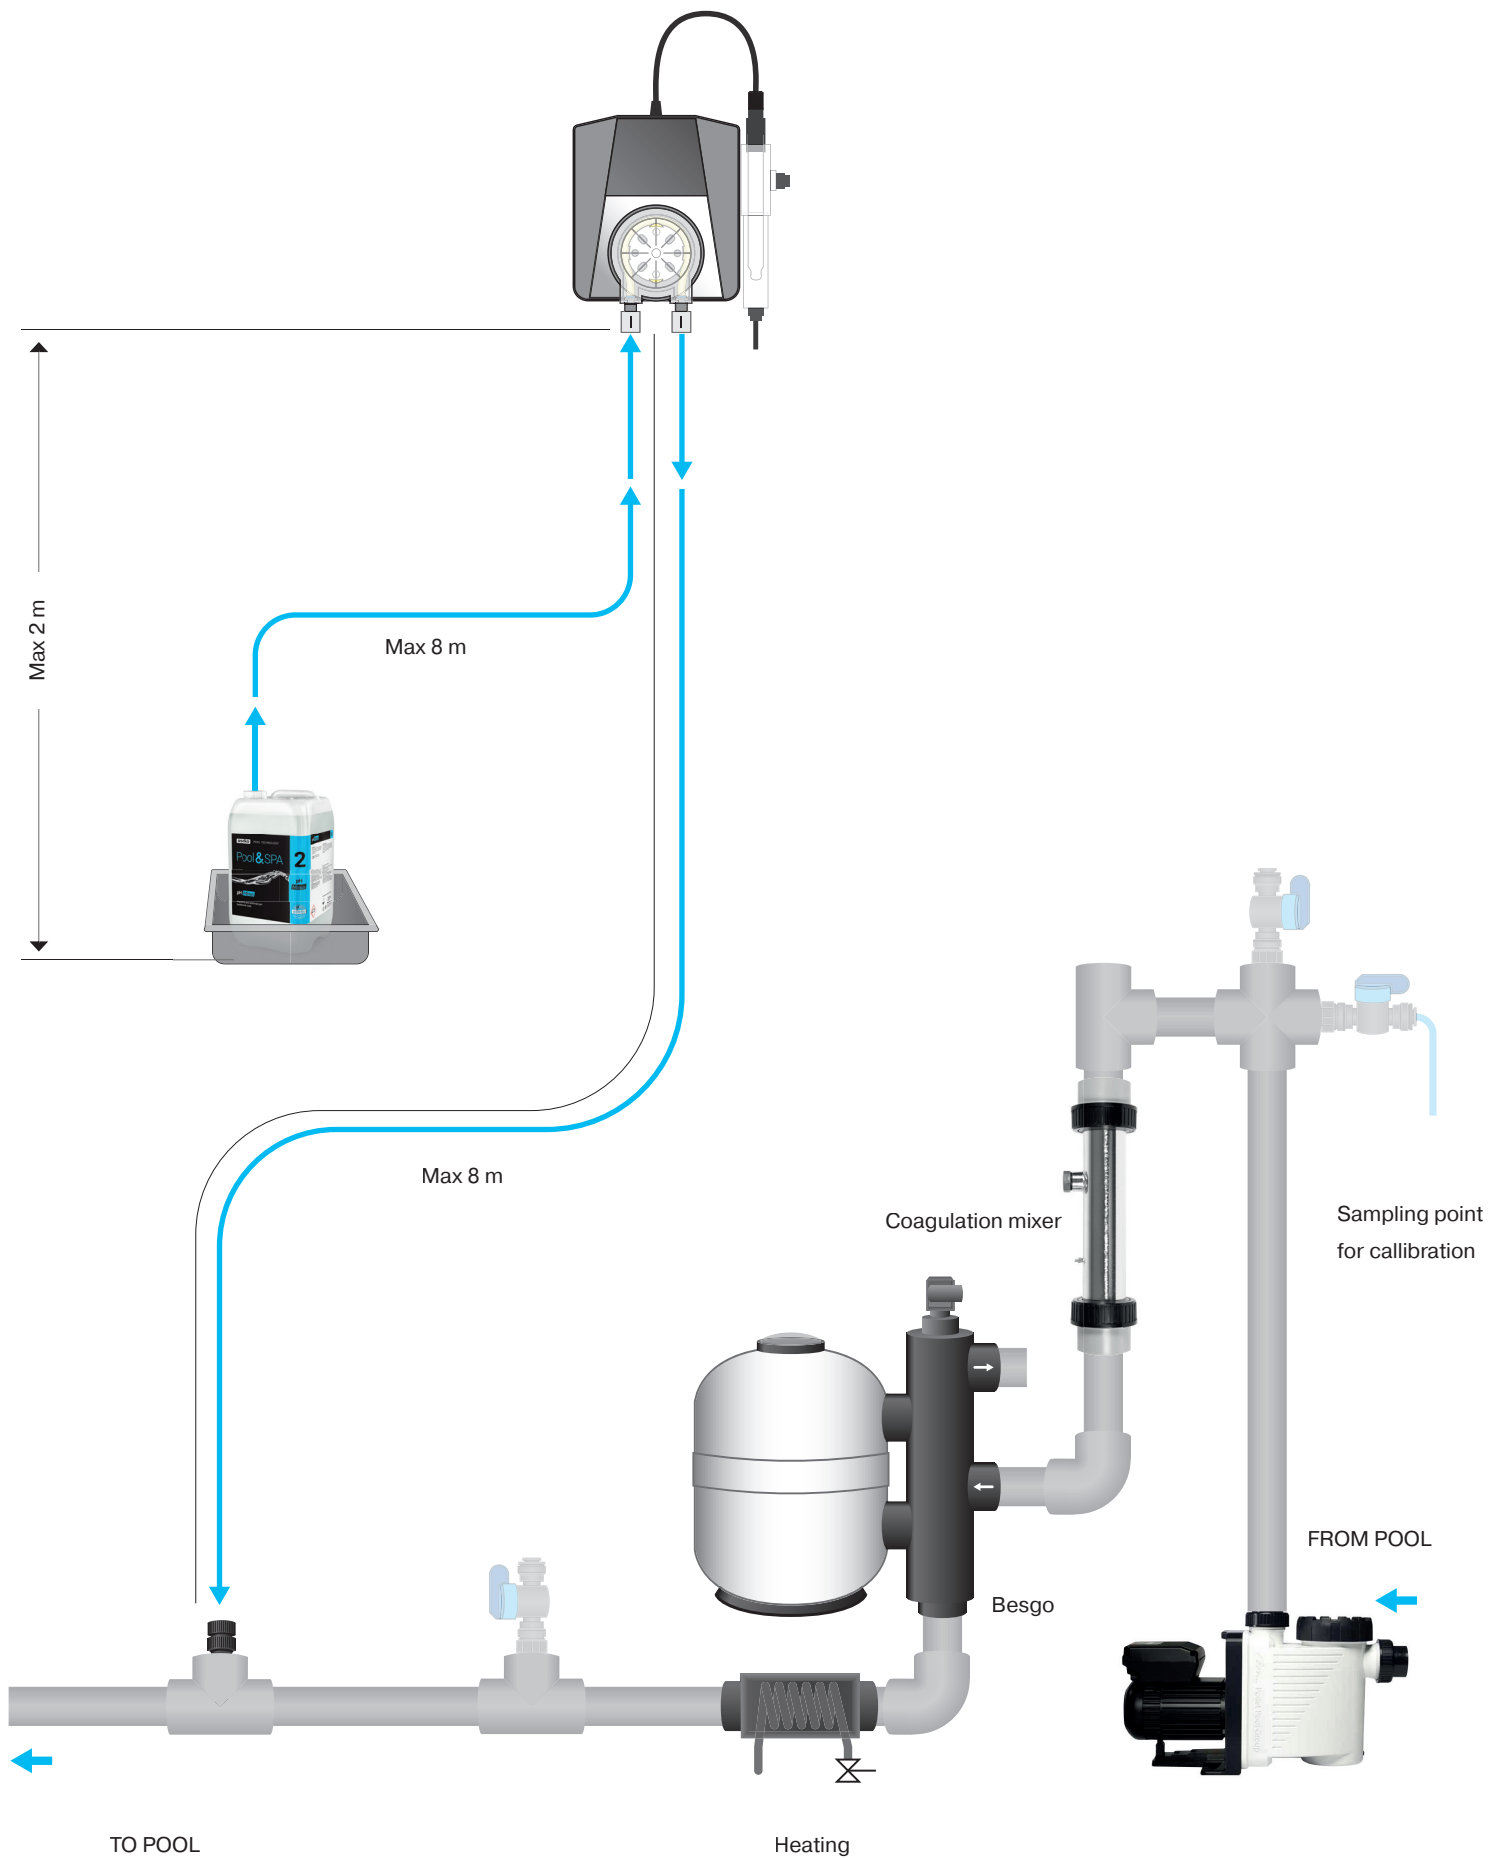 Max 2 m
Max 8 m
Pool&SPA
2
pH
Max 8 m
Coagulation mixer
Sampling point
for callibration
FROM POOL
Besgo
TO POOL
Heating